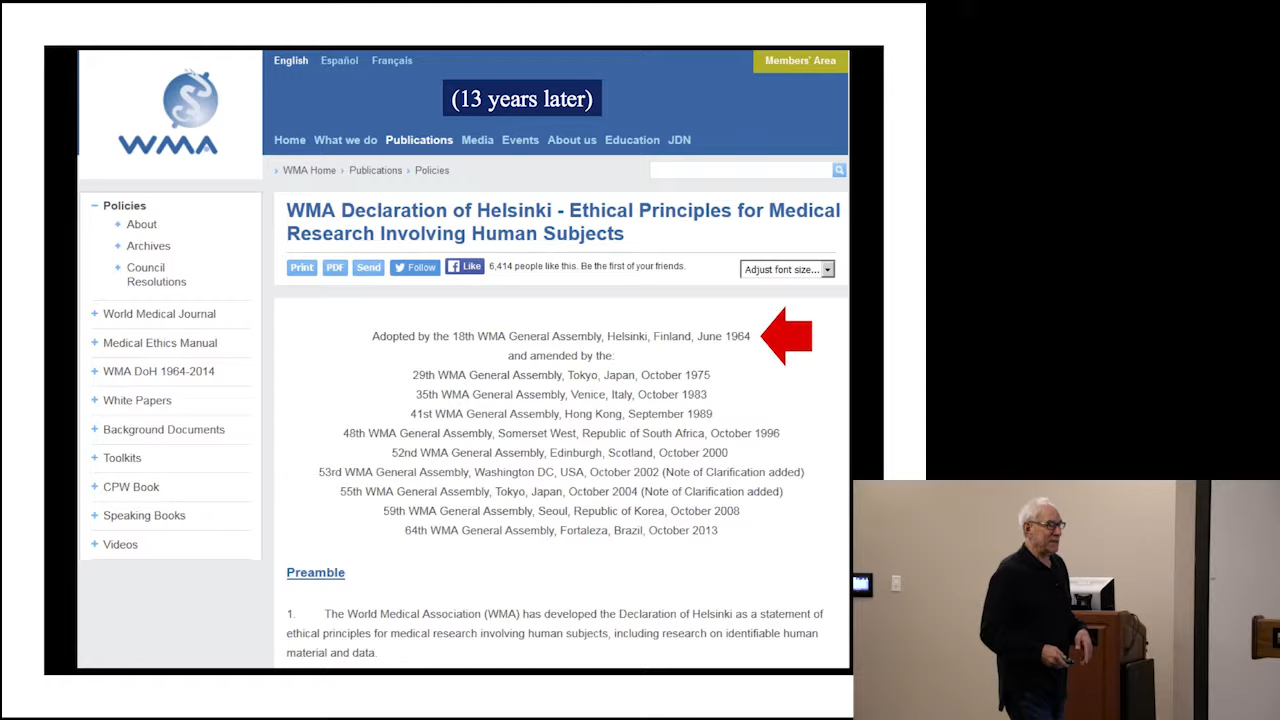 English Español Français
Members' Area
(13 years later)
WMA
Home What we do Publications Media Events About us Education JDN
WMA Home Publications Policies
Policies
About
Archives
Council
Resolutions
World Medical Journal
Medical Ethics Manual
WMA DoH 1964-2014
White Papers
Background Documents
Toolkits
CPW Book
Speaking Books
Videos
WMA Declaration of Helsinki - Ethical Principles for Medical
Research Involving Human Subjects
Print PDF Send Follow Like 6,414 people like this. Be the first of your friends.
Adjust font size...
Adopted by the 18th WMA General Assembly, Helsinki, Finland, June 1964
and amended by the:
29th WMA General Assembly, Tokyo, Japan, October 1975
35th WMA General Assembly, Venice, Italy, October 1983
41st WMA General Assembly, Hong Kong, September 1989
48th WMA General Assembly, Somerset West, Republic of South Africa, October 1996
52nd WMA General Assembly, Edinburgh, Scotland, October 2000
53rd WMA General Assembly, Washington DC, USA, October 2002 (Note of Clarification added)
55th WMA General Assembly, Tokyo, Japan, October 2004 (Note of Clarification added)
59th WMA General Assembly, Seoul, Republic of Korea, October 2008
64th WMA General Assembly, Fortaleza, Brazil, October 2013
Preamble
1. The World Medical Association (WMA) has developed the Declaration of Helsinki as a statement of
ethical principles for medical research involving human subjects, including research on identifiable human
material and data.